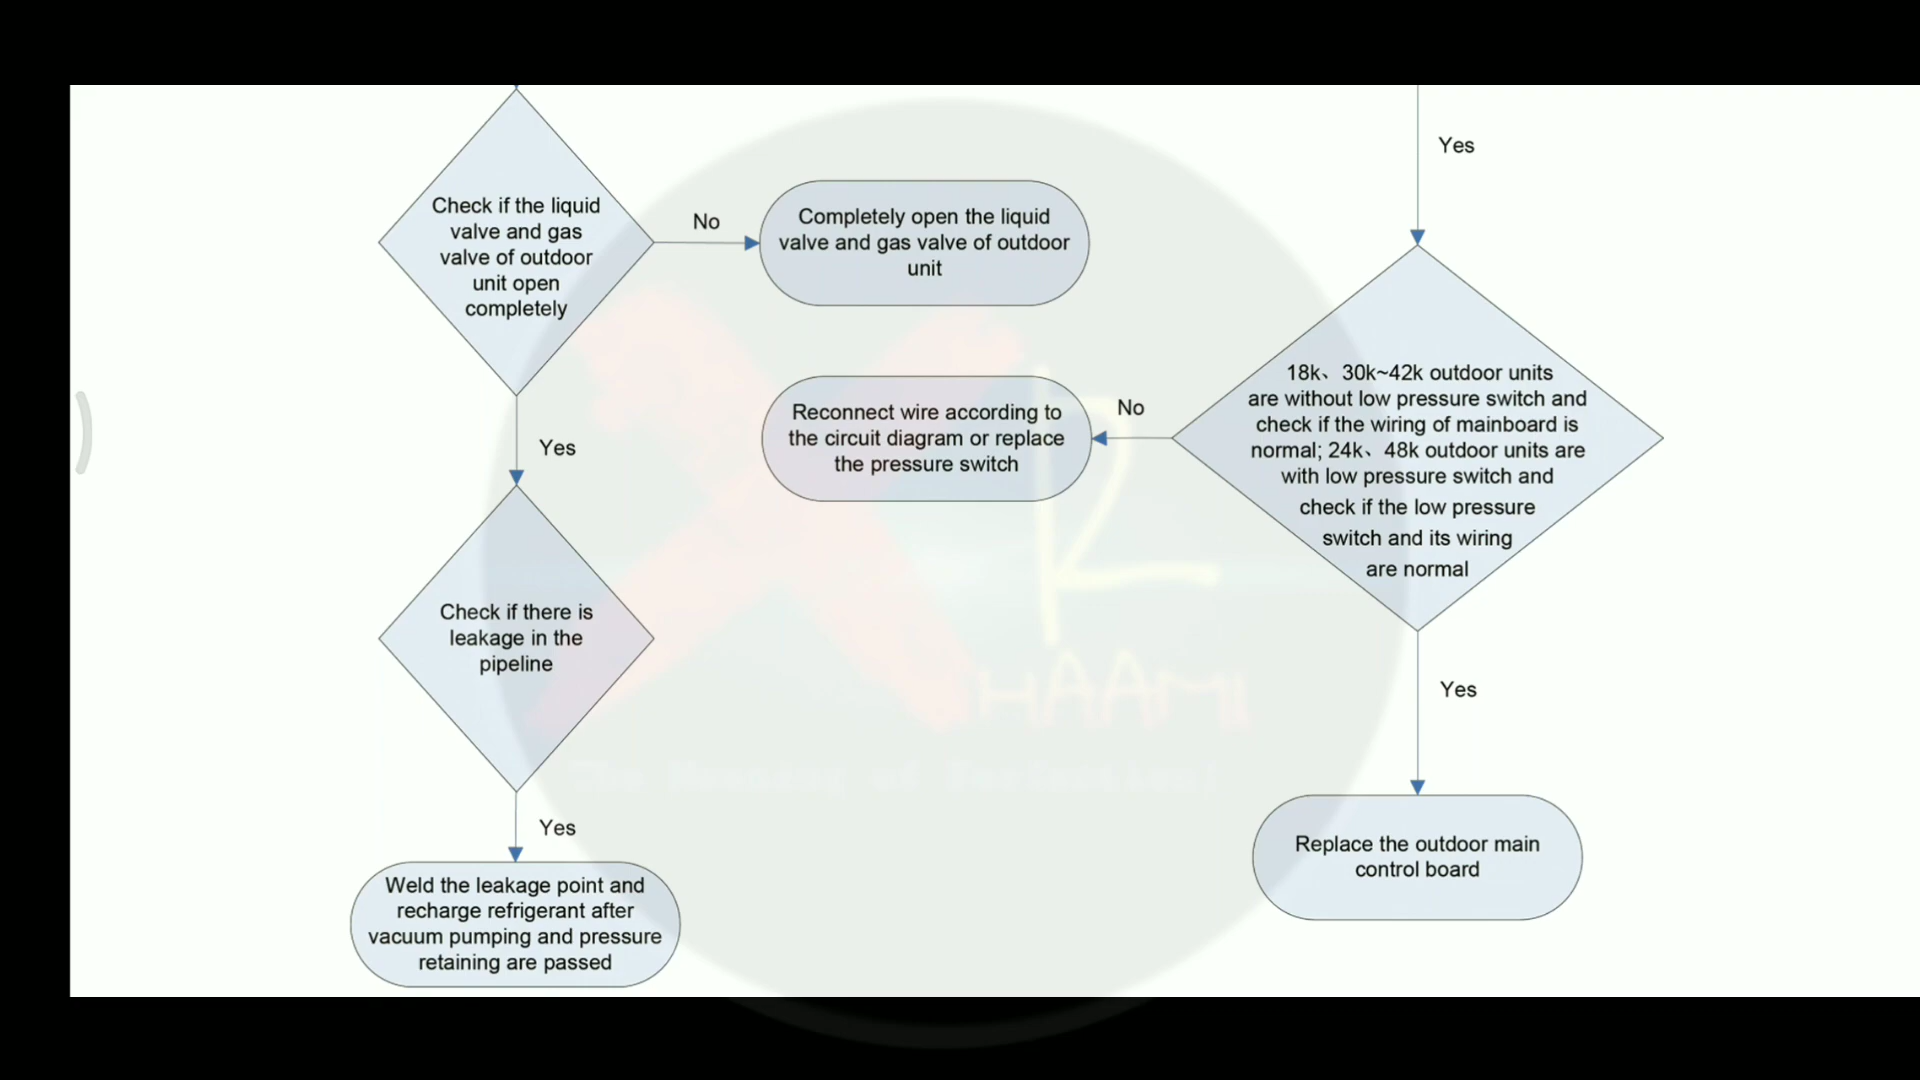 Yes
Check if the liquid
valve and gas
valve of outdoor
unit open
completely
No
Completely open the liquid
valve and gas valve of outdoor
unit
18k、30k~42k outdoor units
are without low pressure switch and
check if the wiring of mainboard is
normal; 24k、48k outdoor units are
with low pressure switch and
check if the low pressure
switch and its wiring
are normal
No
Reconnect wire according to
the circuit diagram or replace
the pressure switch
Yes
Check if there is
leakage in the
pipeline
Yes
Replace the outdoor main
control board
Yes
Weld the leakage point and
recharge refrigerant after
vacuum pumping and pressure
retaining are passed
HAAMI